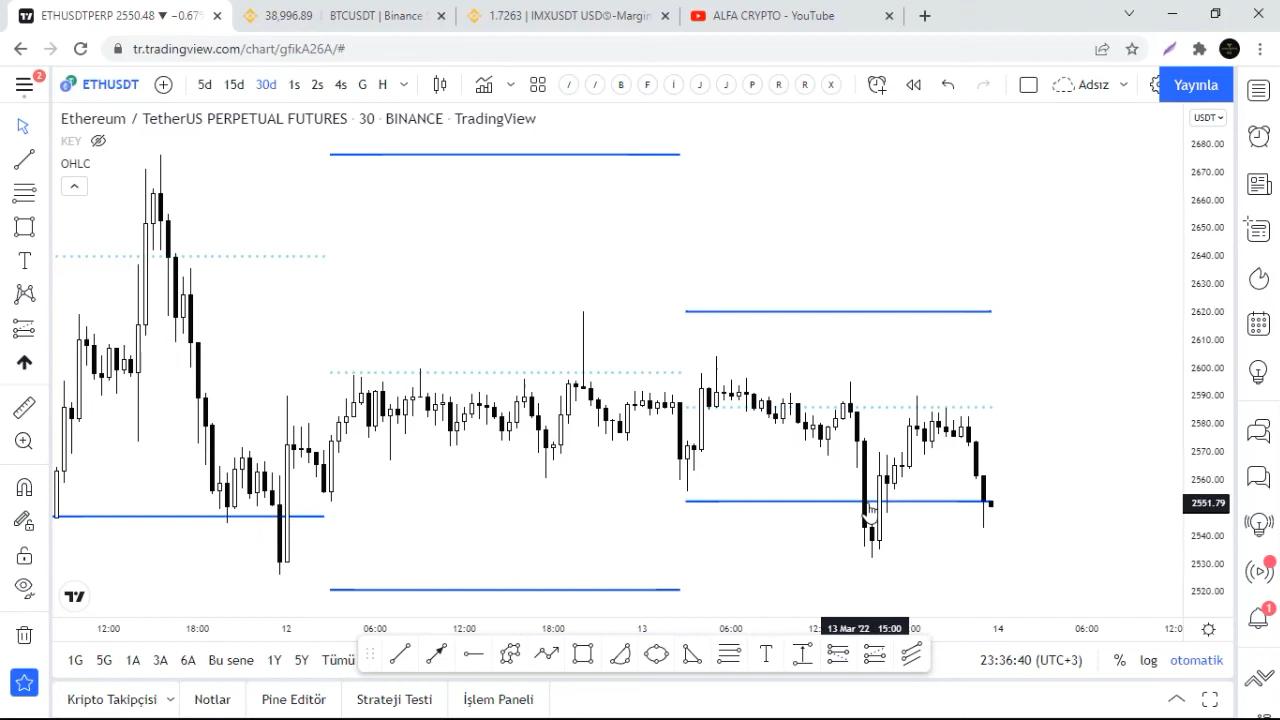 ETHUSDTPERP 2550.48 ▼ −0.67%
38,996.89 | BTCUSDT | Binance
1.7263 | IMXUSDT USDⓈ-Margin
ALFA CRYPTO - YouTube
tr.tradingview.com/chart/gfikA26A/#
2
ETHUSDT
5d 15d 30d 1s 2s 4s G H
/ / B F İ J J P R R X
Adsız
Yayınla
Ethereum / TetherUS PERPETUAL FUTURES · 30 · BINANCE · TradingView
USDT
KEY
OHLC
2680.00
2670.00
2660.00
2650.00
2640.00
2630.00
2620.00
2610.00
2600.00
2590.00
2580.00
2570.00
2560.00
2551.79
2540.00
2530.00
2520.00
1
12:00 18:00 12 06:00 12:00 18:00 13 06:00 12: 13 Mar '22 15:00 00 14 06:00 12:0
1G 5G 1A 3A 6A Bu sene 1Y 5Y Tümü
23:36:40 (UTC+3) % log otomatik
Kripto Takipçisi Notlar Pine Editör Strateji Testi İşlem Paneli